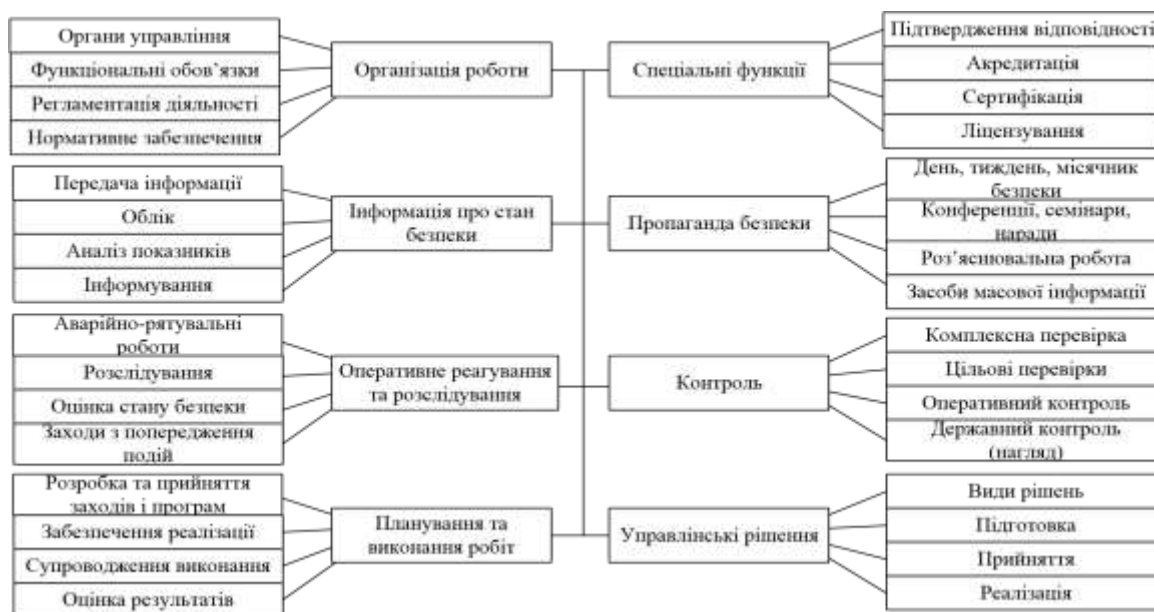 Органи управління
Функціональні обов’язки
Регламентація діяльності
Нормативне забезпечення
Організація роботи
Спеціальні функції
Підтвердження відповідності
Акредитація
Сертифікація
Ліцензування
Передача інформації
Облік
Аналіз показників
Інформування
Інформація про стан
безпеки
Пропаганда безпеки
День, тиждень, місячник
безпеки
Конференції, семінари,
наради
Роз’яснювальна робота
Засоби масової інформації
Аварійно-рятувальні
роботи
Розслідування
Оцінка стану безпеки
Заходи з попередження
подій
Оперативне реагування
та розслідування
Контроль
Комплексна перевірка
Цільові перевірки
Оперативний контроль
Державний контроль
(нагляд)
Розробка та прийняття
заходів і програм
Забезпечення реалізації
Супроводження виконання
Оцінка результатів
Планування та
виконання робіт
Управлінські рішення
Види рішень
Підготовка
Прийняття
Реалізація